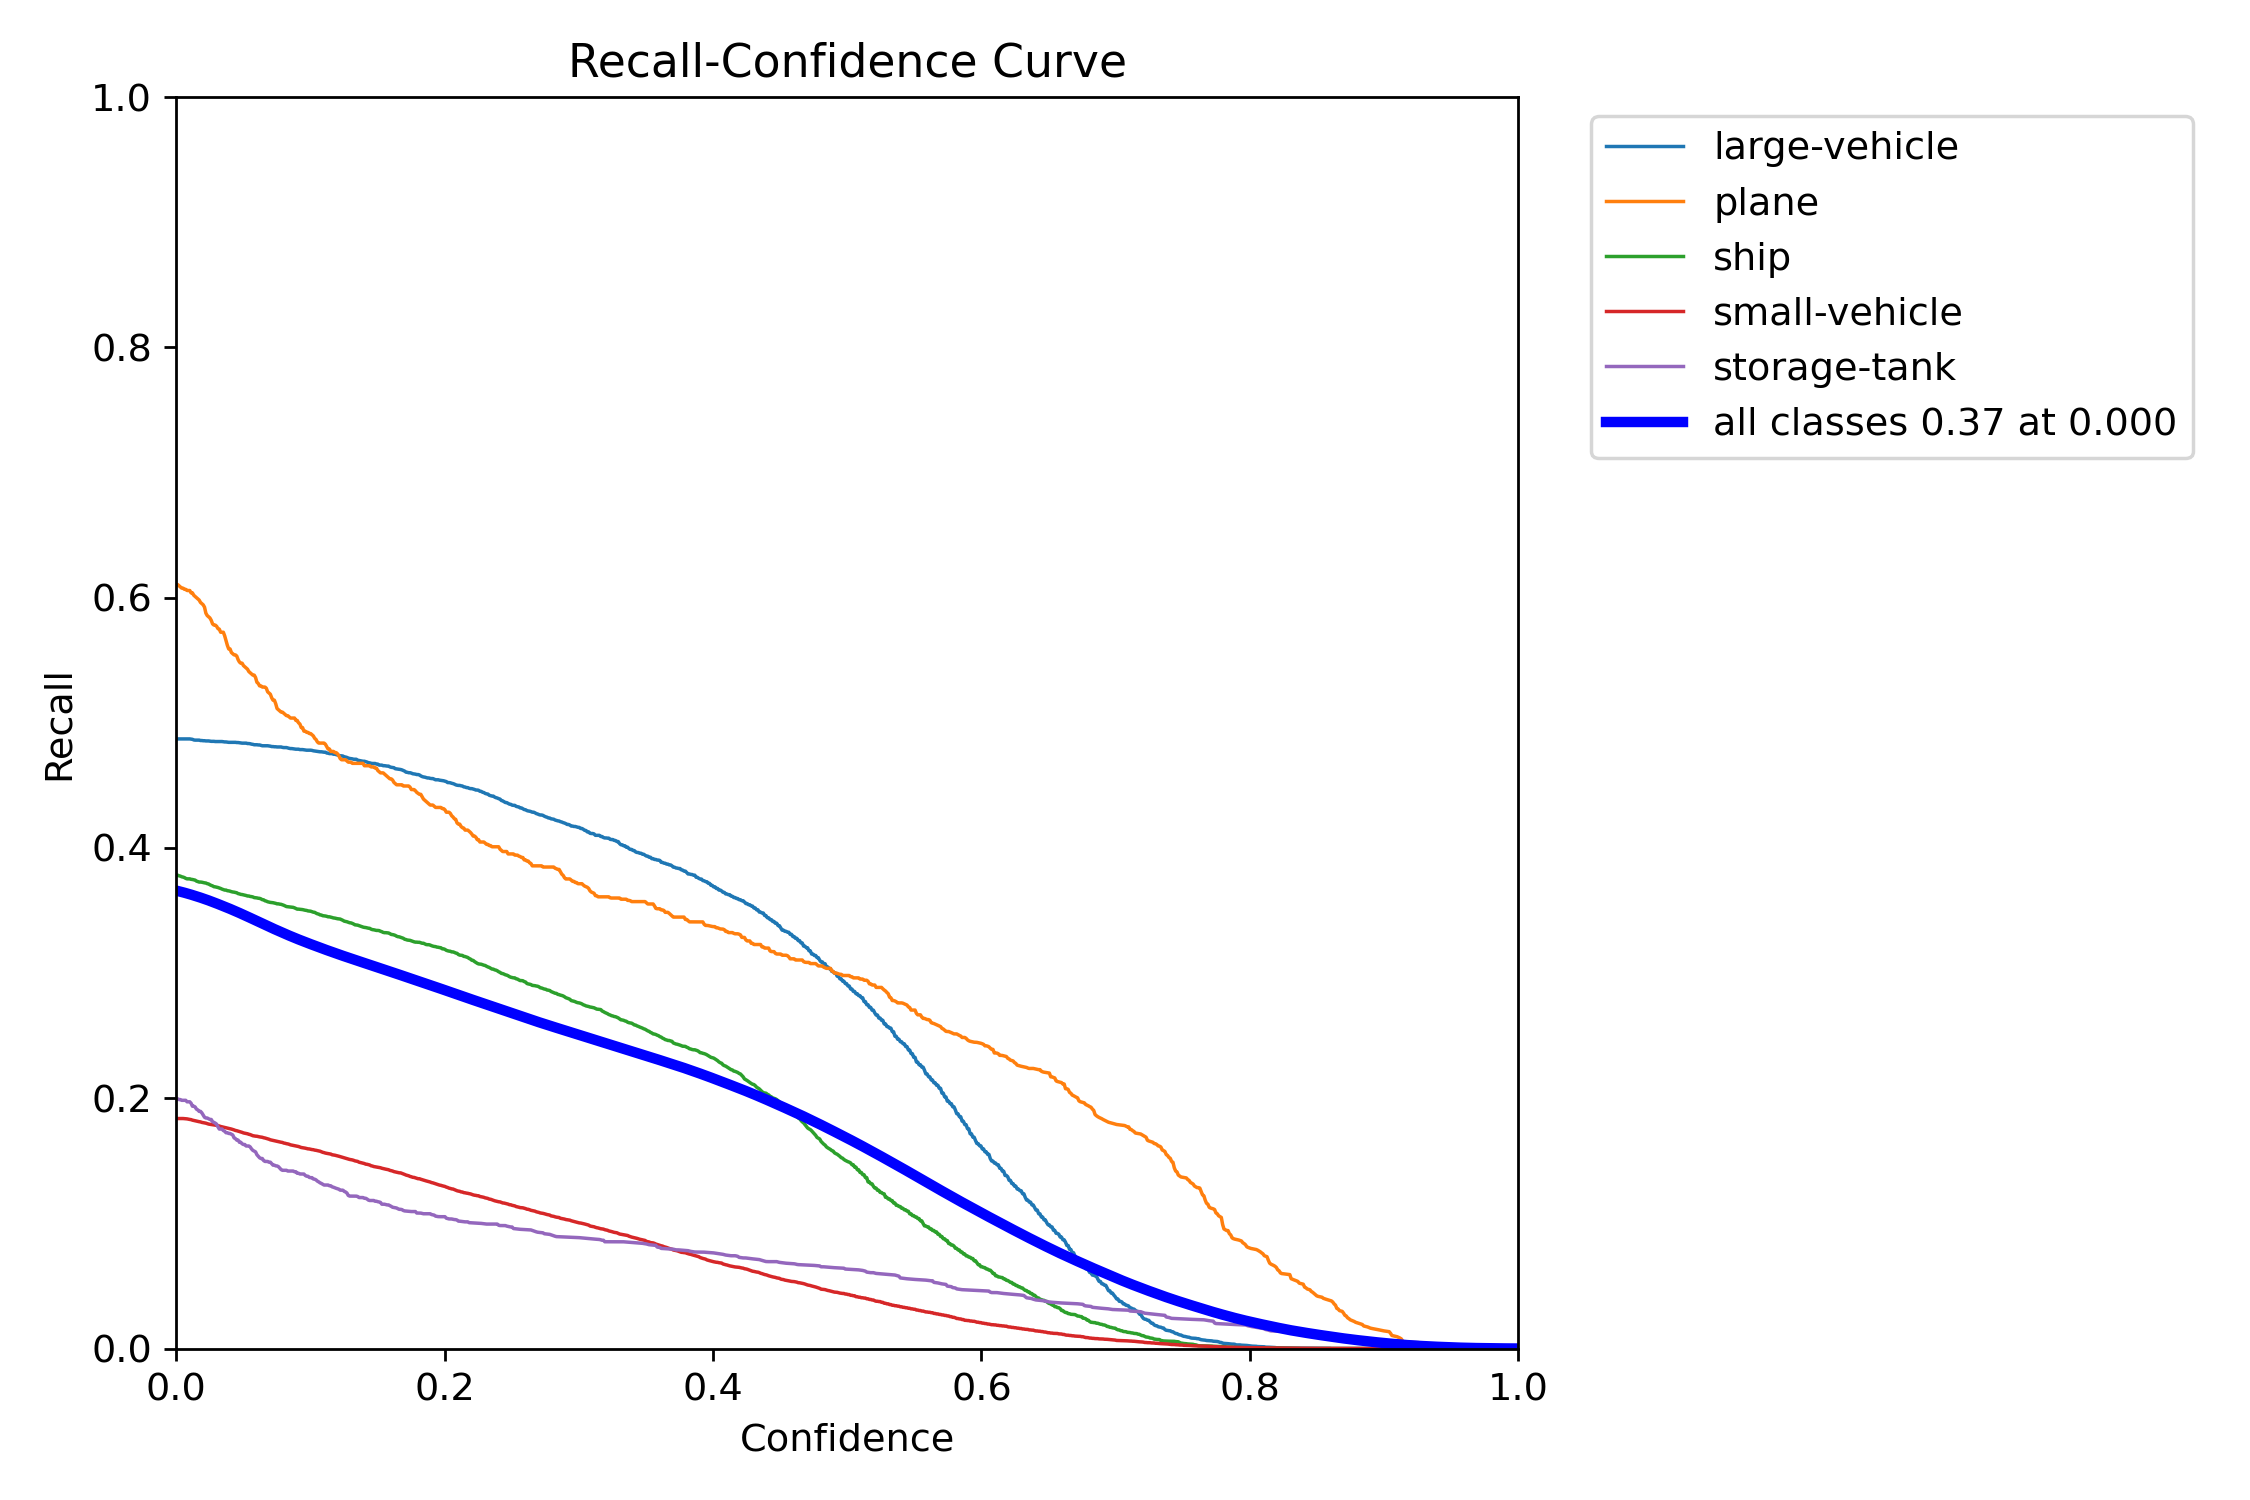 Recall-Confidence Curve
1.0
0.8
0.6
0.4
0.2
0.0
Recall
0.0 0.2 0.4 0.6 0.8 1.0
Confidence
large-vehicle
plane
ship
small-vehicle
storage-tank
all classes 0.37 at 0.000